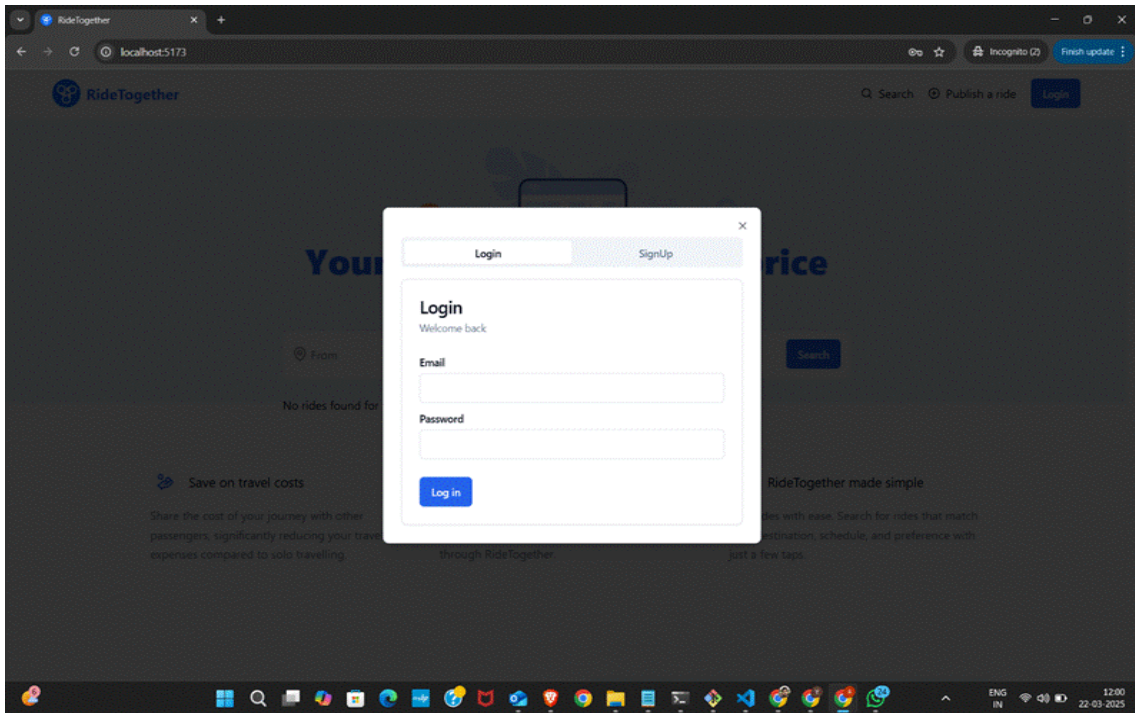 RideTogether
localhost:5173
Incognito (2)
Finish update
RideTogether
Search
Publish a ride
Login
Your
rice
Login
SignUp
Login
Welcome back
Email
Password
Log in
From
Search
No rides found for
Save on travel costs
Share the cost of your journey with other
passengers, significantly reducing your trave
expenses compared to solo travelling.
through RideTogether.
RideTogether made simple
des with ease. Search for rides that match
estination, schedule, and preference with
just a few taps.
24
ENG
IN
12:00
22-03-2025